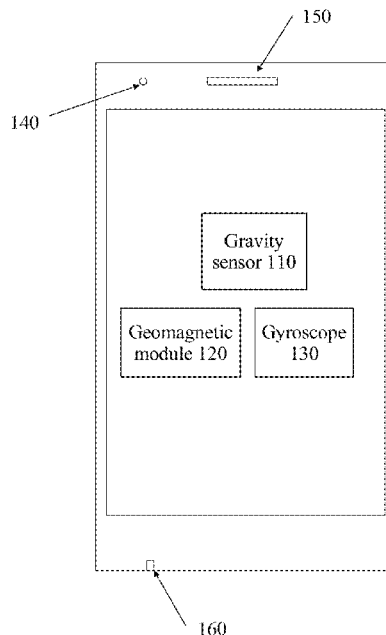 150
140
Gravity
sensor 110
Geomagnetic
module 120
Gyroscope
130
160